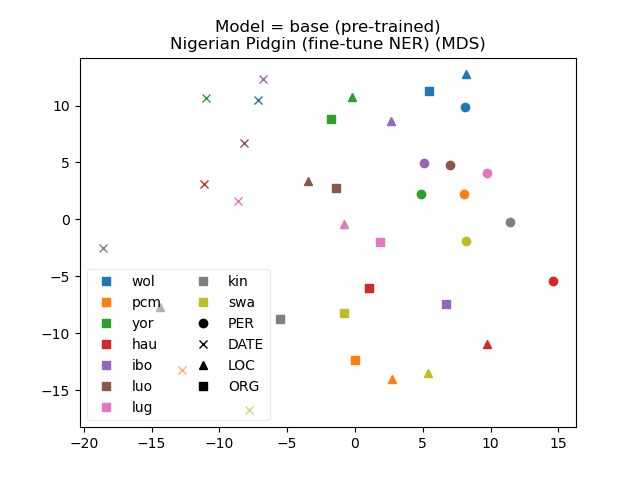 Model = base (pre-trained)
Nigerian Pidgin (fine-tune NER) (MDS)
10
5
0
−5
−10
−15
wol
pcm
yor
hau
ibo
luo
lug
kin
swa
PER
DATE
LOC
ORG
−20
−15
−10
−5
0
5
10
15